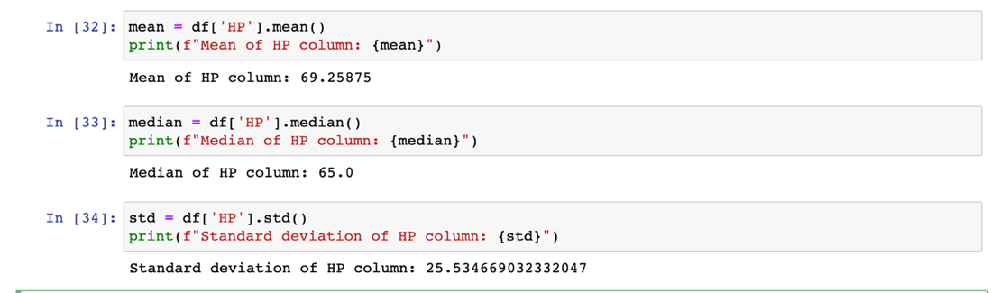 In [32]: mean = df['HP'].mean()
print(f"Mean of HP column: {mean}")
Mean of HP column: 69.25875
In [33]: median = df['HP'].median()
print(f"Median of HP column: {median}")
Median of HP column: 65.0
In [34]: std = df['HP'].std()
print(f"Standard deviation of HP column: {std}")
Standard deviation of HP column: 25.534669032332047